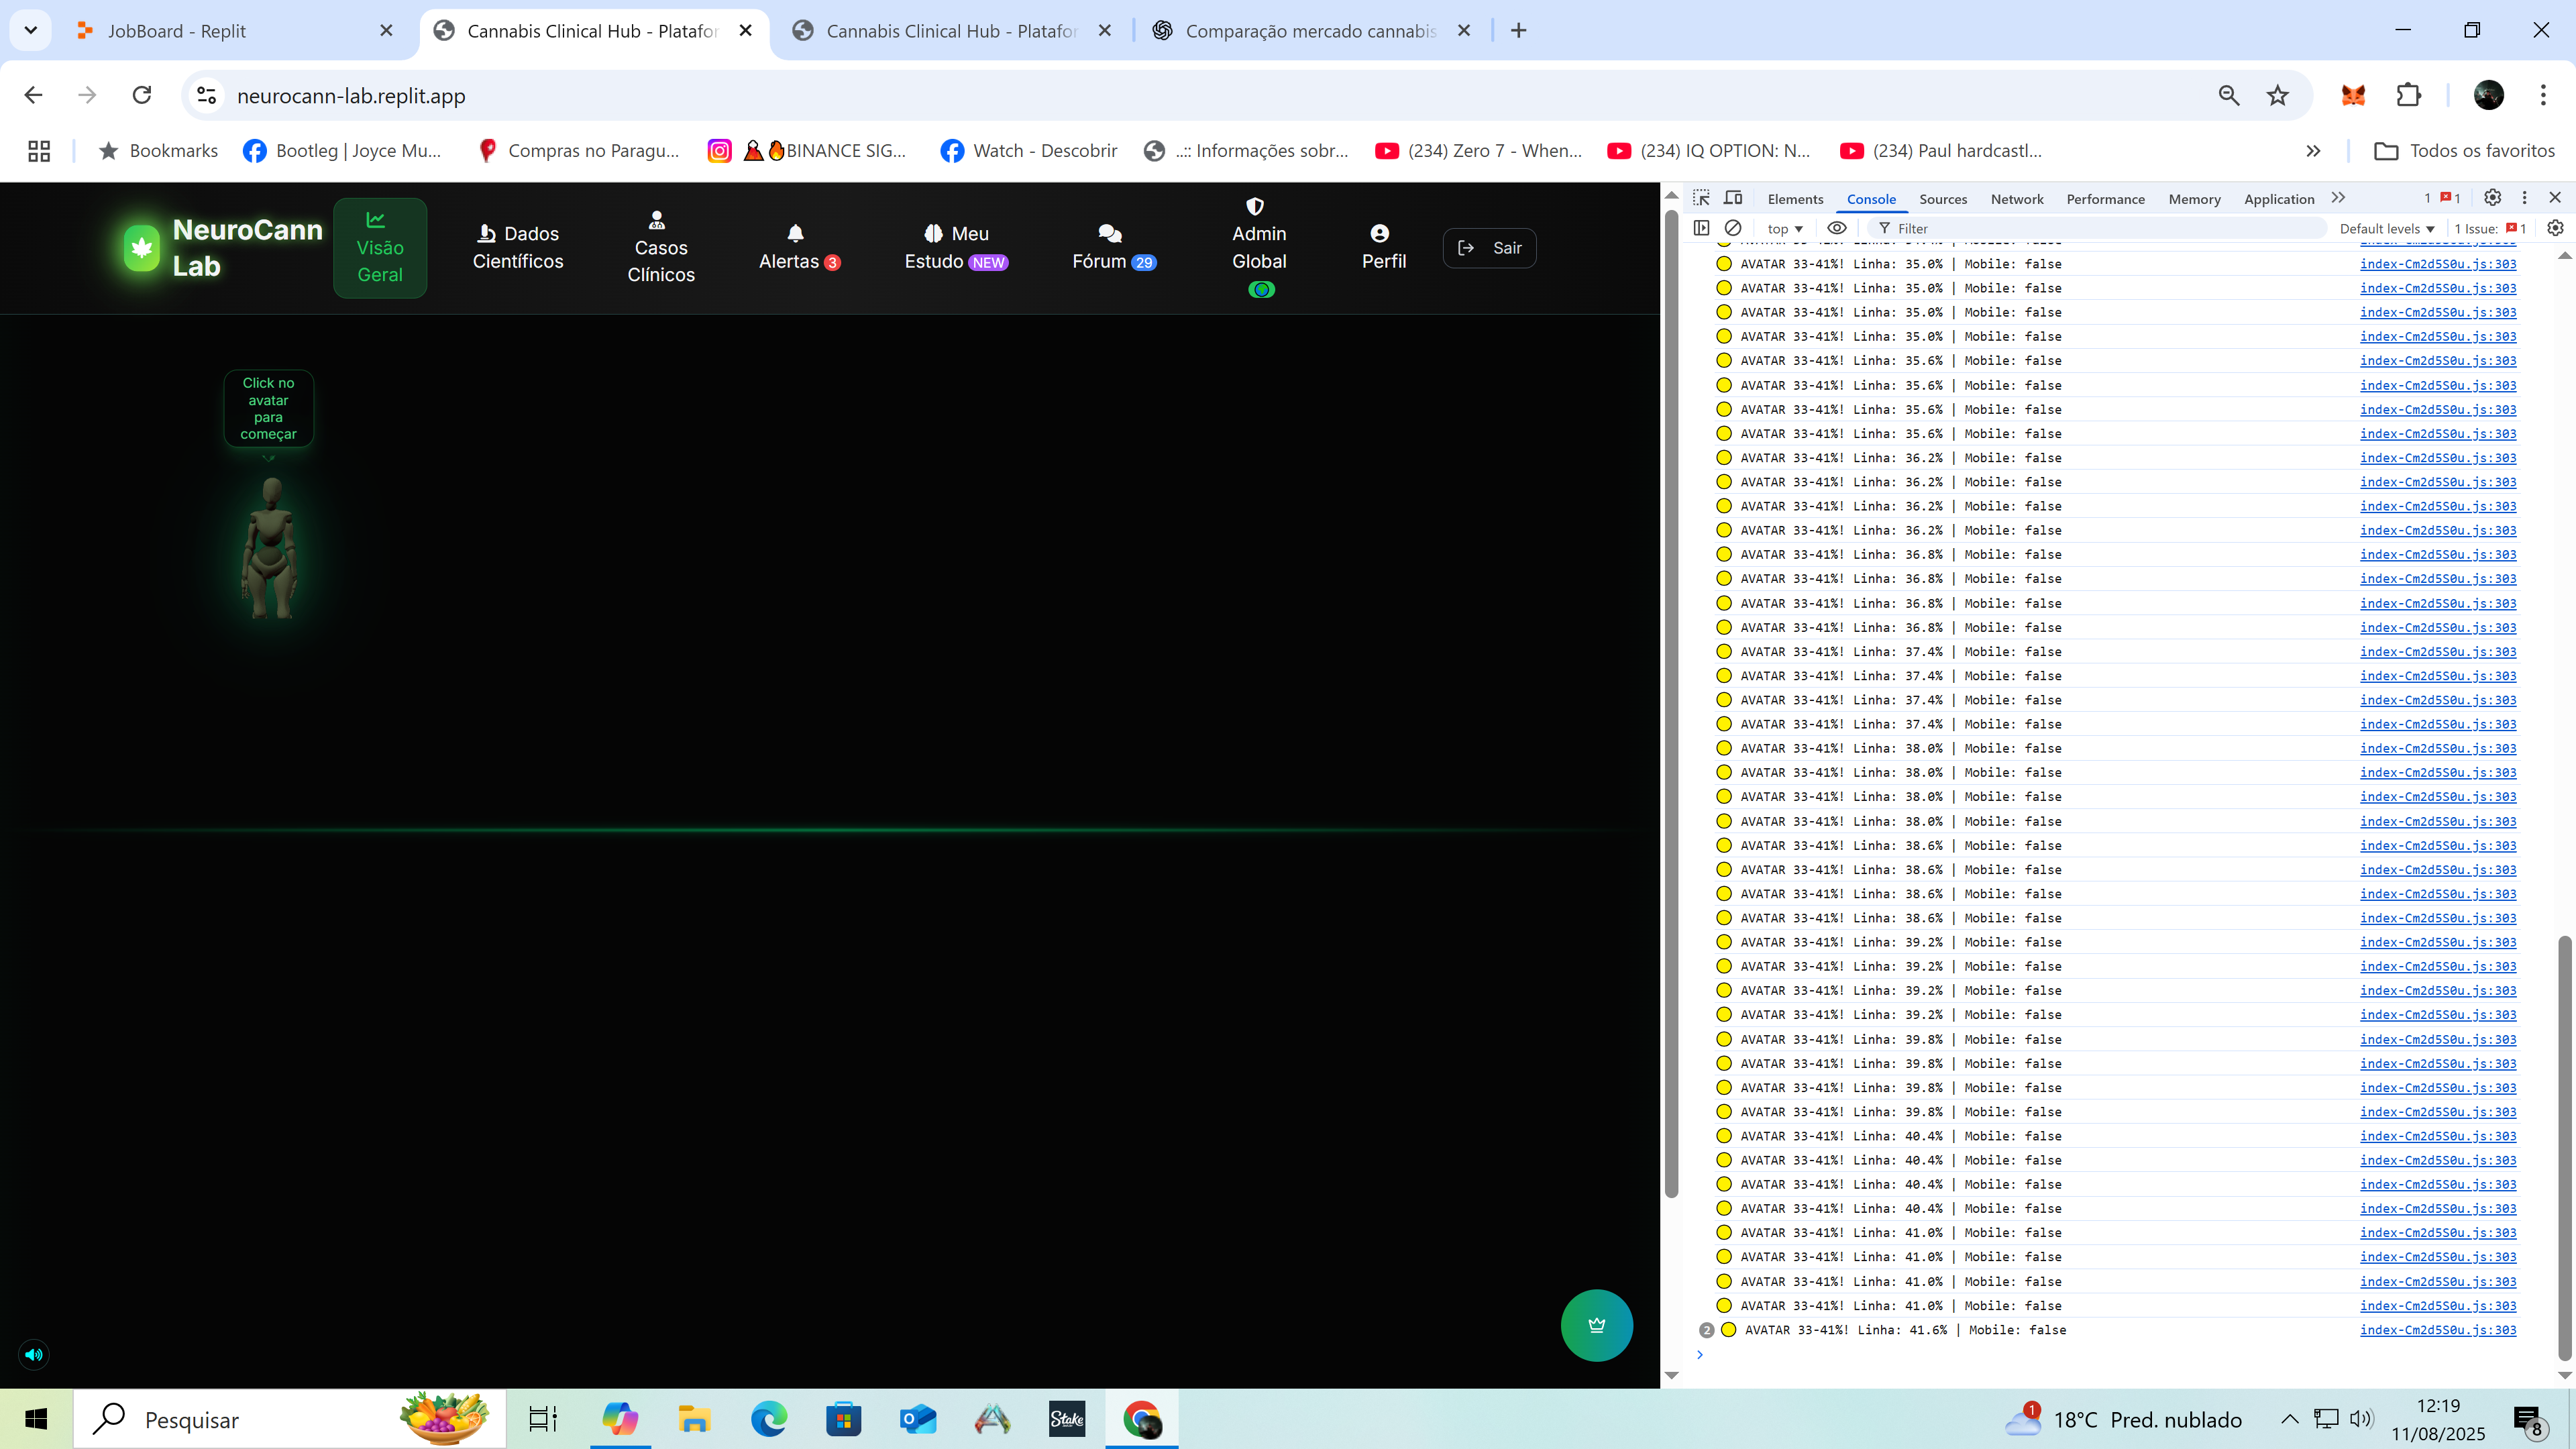 JobBoard - Replit
Cannabis Clinical Hub - Platafor
Cannabis Clinical Hub - Platafor
Comparação mercado cannabis
neurocann-lab.replit.app
Bookmarks
Bootleg | Joyce Mu...
Compras no Paragu...
BINANCE SIG...
Watch - Descobrir
..:: Informações sobr...
(234) Zero 7 - When...
(234) IQ OPTION: N...
(234) Paul hardcastl...
Todos os favoritos
NeuroCann
Lab
Visão
Geral
Dados
Científicos
Casos
Clínicos
Alertas 3
Meu
Estudo NEW
Fórum 29
Admin
Global
Perfil
Sair
Click no
avatar
para
começar
Elements
Console
Sources
Network
Performance
Memory
Application
1
1
top
Filter
Default levels
1 Issue: 1
AVATAR 33-41%! Linha: 35.0% | Mobile: false index-Cm2d5S0u.js:303
AVATAR 33-41%! Linha: 35.0% | Mobile: false index-Cm2d5S0u.js:303
AVATAR 33-41%! Linha: 35.0% | Mobile: false index-Cm2d5S0u.js:303
AVATAR 33-41%! Linha: 35.0% | Mobile: false index-Cm2d5S0u.js:303
AVATAR 33-41%! Linha: 35.6% | Mobile: false index-Cm2d5S0u.js:303
AVATAR 33-41%! Linha: 35.6% | Mobile: false index-Cm2d5S0u.js:303
AVATAR 33-41%! Linha: 35.6% | Mobile: false index-Cm2d5S0u.js:303
AVATAR 33-41%! Linha: 35.6% | Mobile: false index-Cm2d5S0u.js:303
AVATAR 33-41%! Linha: 36.2% | Mobile: false index-Cm2d5S0u.js:303
AVATAR 33-41%! Linha: 36.2% | Mobile: false index-Cm2d5S0u.js:303
AVATAR 33-41%! Linha: 36.2% | Mobile: false index-Cm2d5S0u.js:303
AVATAR 33-41%! Linha: 36.2% | Mobile: false index-Cm2d5S0u.js:303
AVATAR 33-41%! Linha: 36.8% | Mobile: false index-Cm2d5S0u.js:303
AVATAR 33-41%! Linha: 36.8% | Mobile: false index-Cm2d5S0u.js:303
AVATAR 33-41%! Linha: 36.8% | Mobile: false index-Cm2d5S0u.js:303
AVATAR 33-41%! Linha: 36.8% | Mobile: false index-Cm2d5S0u.js:303
AVATAR 33-41%! Linha: 37.4% | Mobile: false index-Cm2d5S0u.js:303
AVATAR 33-41%! Linha: 37.4% | Mobile: false index-Cm2d5S0u.js:303
AVATAR 33-41%! Linha: 37.4% | Mobile: false index-Cm2d5S0u.js:303
AVATAR 33-41%! Linha: 37.4% | Mobile: false index-Cm2d5S0u.js:303
AVATAR 33-41%! Linha: 38.0% | Mobile: false index-Cm2d5S0u.js:303
AVATAR 33-41%! Linha: 38.0% | Mobile: false index-Cm2d5S0u.js:303
AVATAR 33-41%! Linha: 38.0% | Mobile: false index-Cm2d5S0u.js:303
AVATAR 33-41%! Linha: 38.0% | Mobile: false index-Cm2d5S0u.js:303
AVATAR 33-41%! Linha: 38.6% | Mobile: false index-Cm2d5S0u.js:303
AVATAR 33-41%! Linha: 38.6% | Mobile: false index-Cm2d5S0u.js:303
AVATAR 33-41%! Linha: 38.6% | Mobile: false index-Cm2d5S0u.js:303
AVATAR 33-41%! Linha: 38.6% | Mobile: false index-Cm2d5S0u.js:303
AVATAR 33-41%! Linha: 39.2% | Mobile: false index-Cm2d5S0u.js:303
AVATAR 33-41%! Linha: 39.2% | Mobile: false index-Cm2d5S0u.js:303
AVATAR 33-41%! Linha: 39.2% | Mobile: false index-Cm2d5S0u.js:303
AVATAR 33-41%! Linha: 39.2% | Mobile: false index-Cm2d5S0u.js:303
AVATAR 33-41%! Linha: 39.8% | Mobile: false index-Cm2d5S0u.js:303
AVATAR 33-41%! Linha: 39.8% | Mobile: false index-Cm2d5S0u.js:303
AVATAR 33-41%! Linha: 39.8% | Mobile: false index-Cm2d5S0u.js:303
AVATAR 33-41%! Linha: 39.8% | Mobile: false index-Cm2d5S0u.js:303
AVATAR 33-41%! Linha: 40.4% | Mobile: false index-Cm2d5S0u.js:303
AVATAR 33-41%! Linha: 40.4% | Mobile: false index-Cm2d5S0u.js:303
AVATAR 33-41%! Linha: 40.4% | Mobile: false index-Cm2d5S0u.js:303
AVATAR 33-41%! Linha: 40.4% | Mobile: false index-Cm2d5S0u.js:303
AVATAR 33-41%! Linha: 41.0% | Mobile: false index-Cm2d5S0u.js:303
AVATAR 33-41%! Linha: 41.0% | Mobile: false index-Cm2d5S0u.js:303
AVATAR 33-41%! Linha: 41.0% | Mobile: false index-Cm2d5S0u.js:303
AVATAR 33-41%! Linha: 41.0% | Mobile: false index-Cm2d5S0u.js:303
2 AVATAR 33-41%! Linha: 41.6% | Mobile: false index-Cm2d5S0u.js:303
Pesquisar
Stake
1
18°C Pred. nublado
12:19
11/08/2025
8